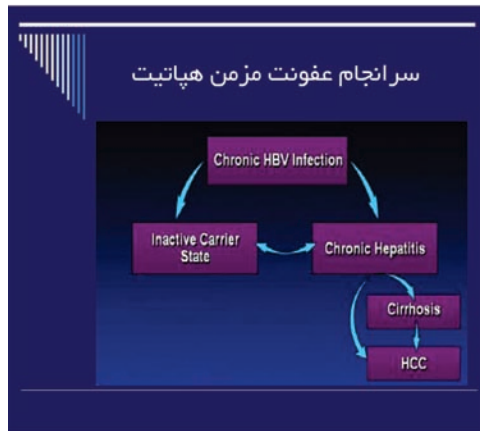 سرانجام عفونت مزمن هپاتیت
Chronic HBV Infection
Inactive Carrier
State
Chronic Hepatitis
Cirrhosis
HCC